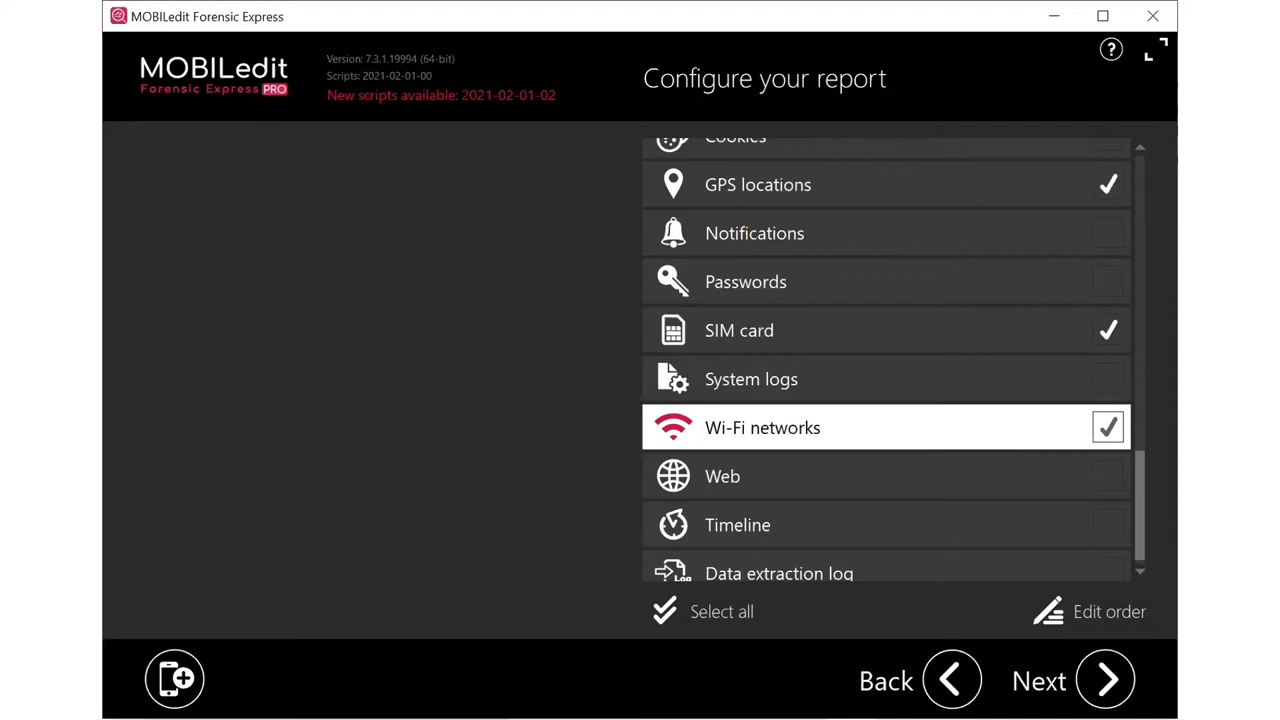 MOBILedit Forensic Express
MOBILedit
Forensic Express PRO
Version: 7.3.1.19994 (64-bit)
Scripts: 2021-02-01-00
New scripts available: 2021-02-01-02
Configure your report
?
Cookies
GPS locations
Notifications
Passwords
SIM card
System logs
Wi-Fi networks
Web
Timeline
Data extraction log
Select all
Edit order
Back
Next